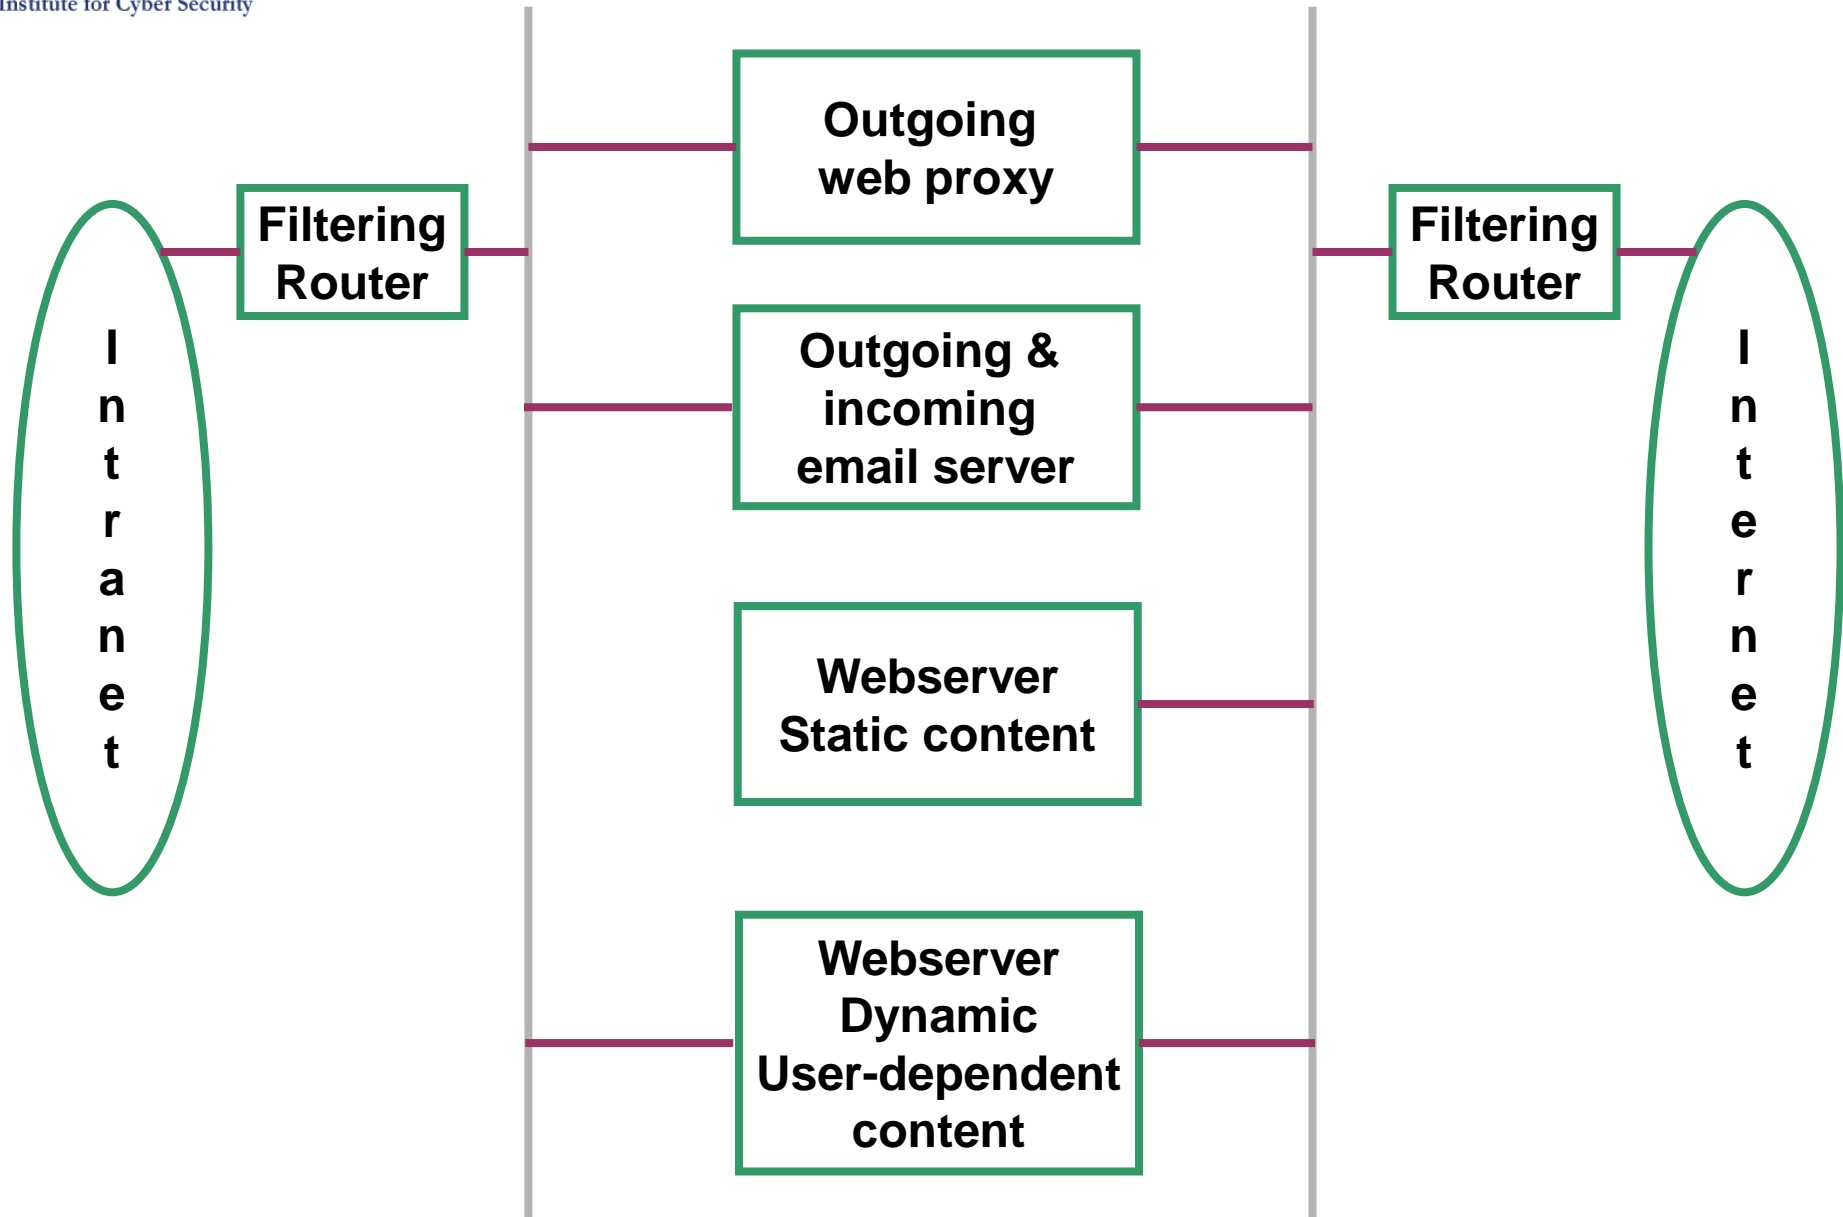 Institute for Cyber Security
Outgoing
web proxy
Filtering
Router
Filtering
Router
Outgoing &
incoming
email server
I
n
t
r
a
n
e
t
I
n
t
e
r
n
e
t
Webserver
Static content
Webserver
Dynamic
User-dependent
content